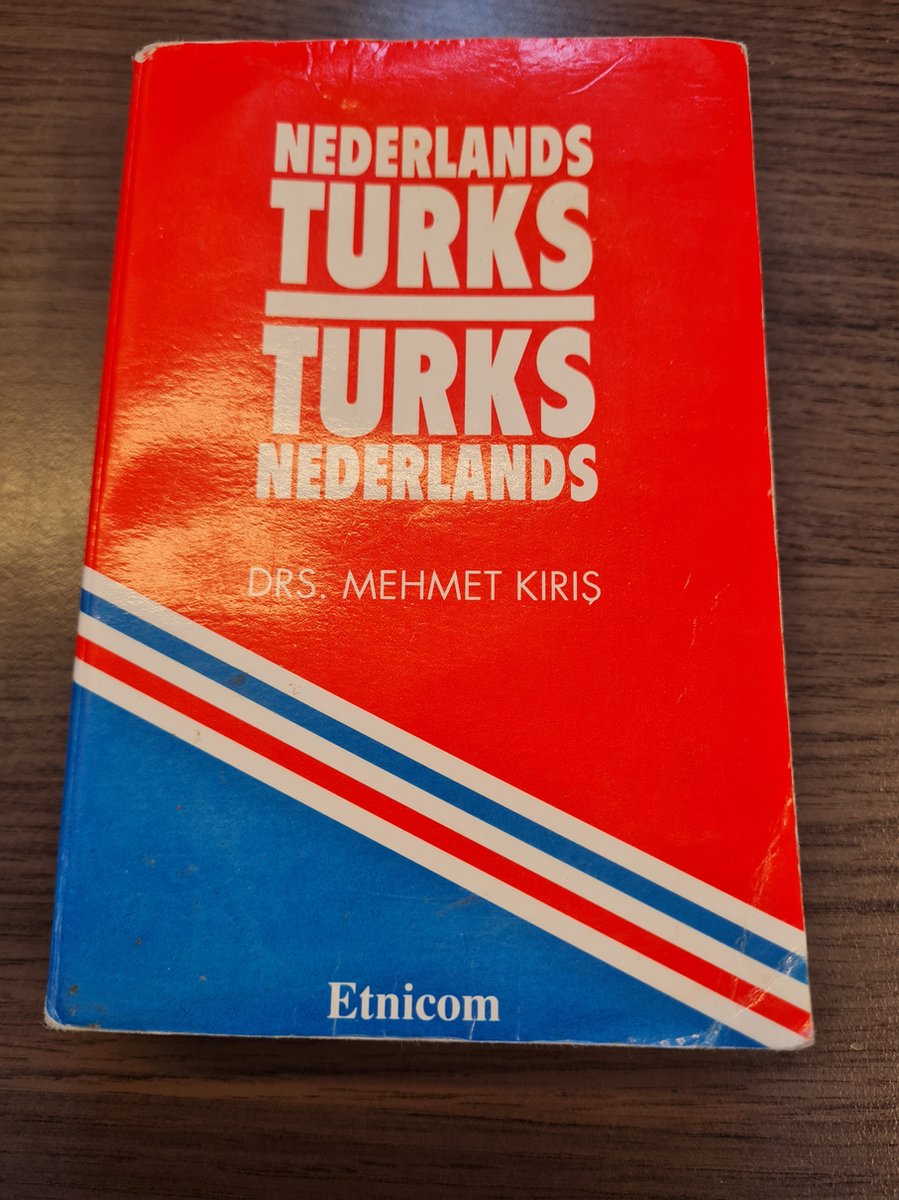 NEDERLANDS
TURKS
TURKS
NEDERLANDS
DRS. MEHMET KIRIŞ
Etnicom